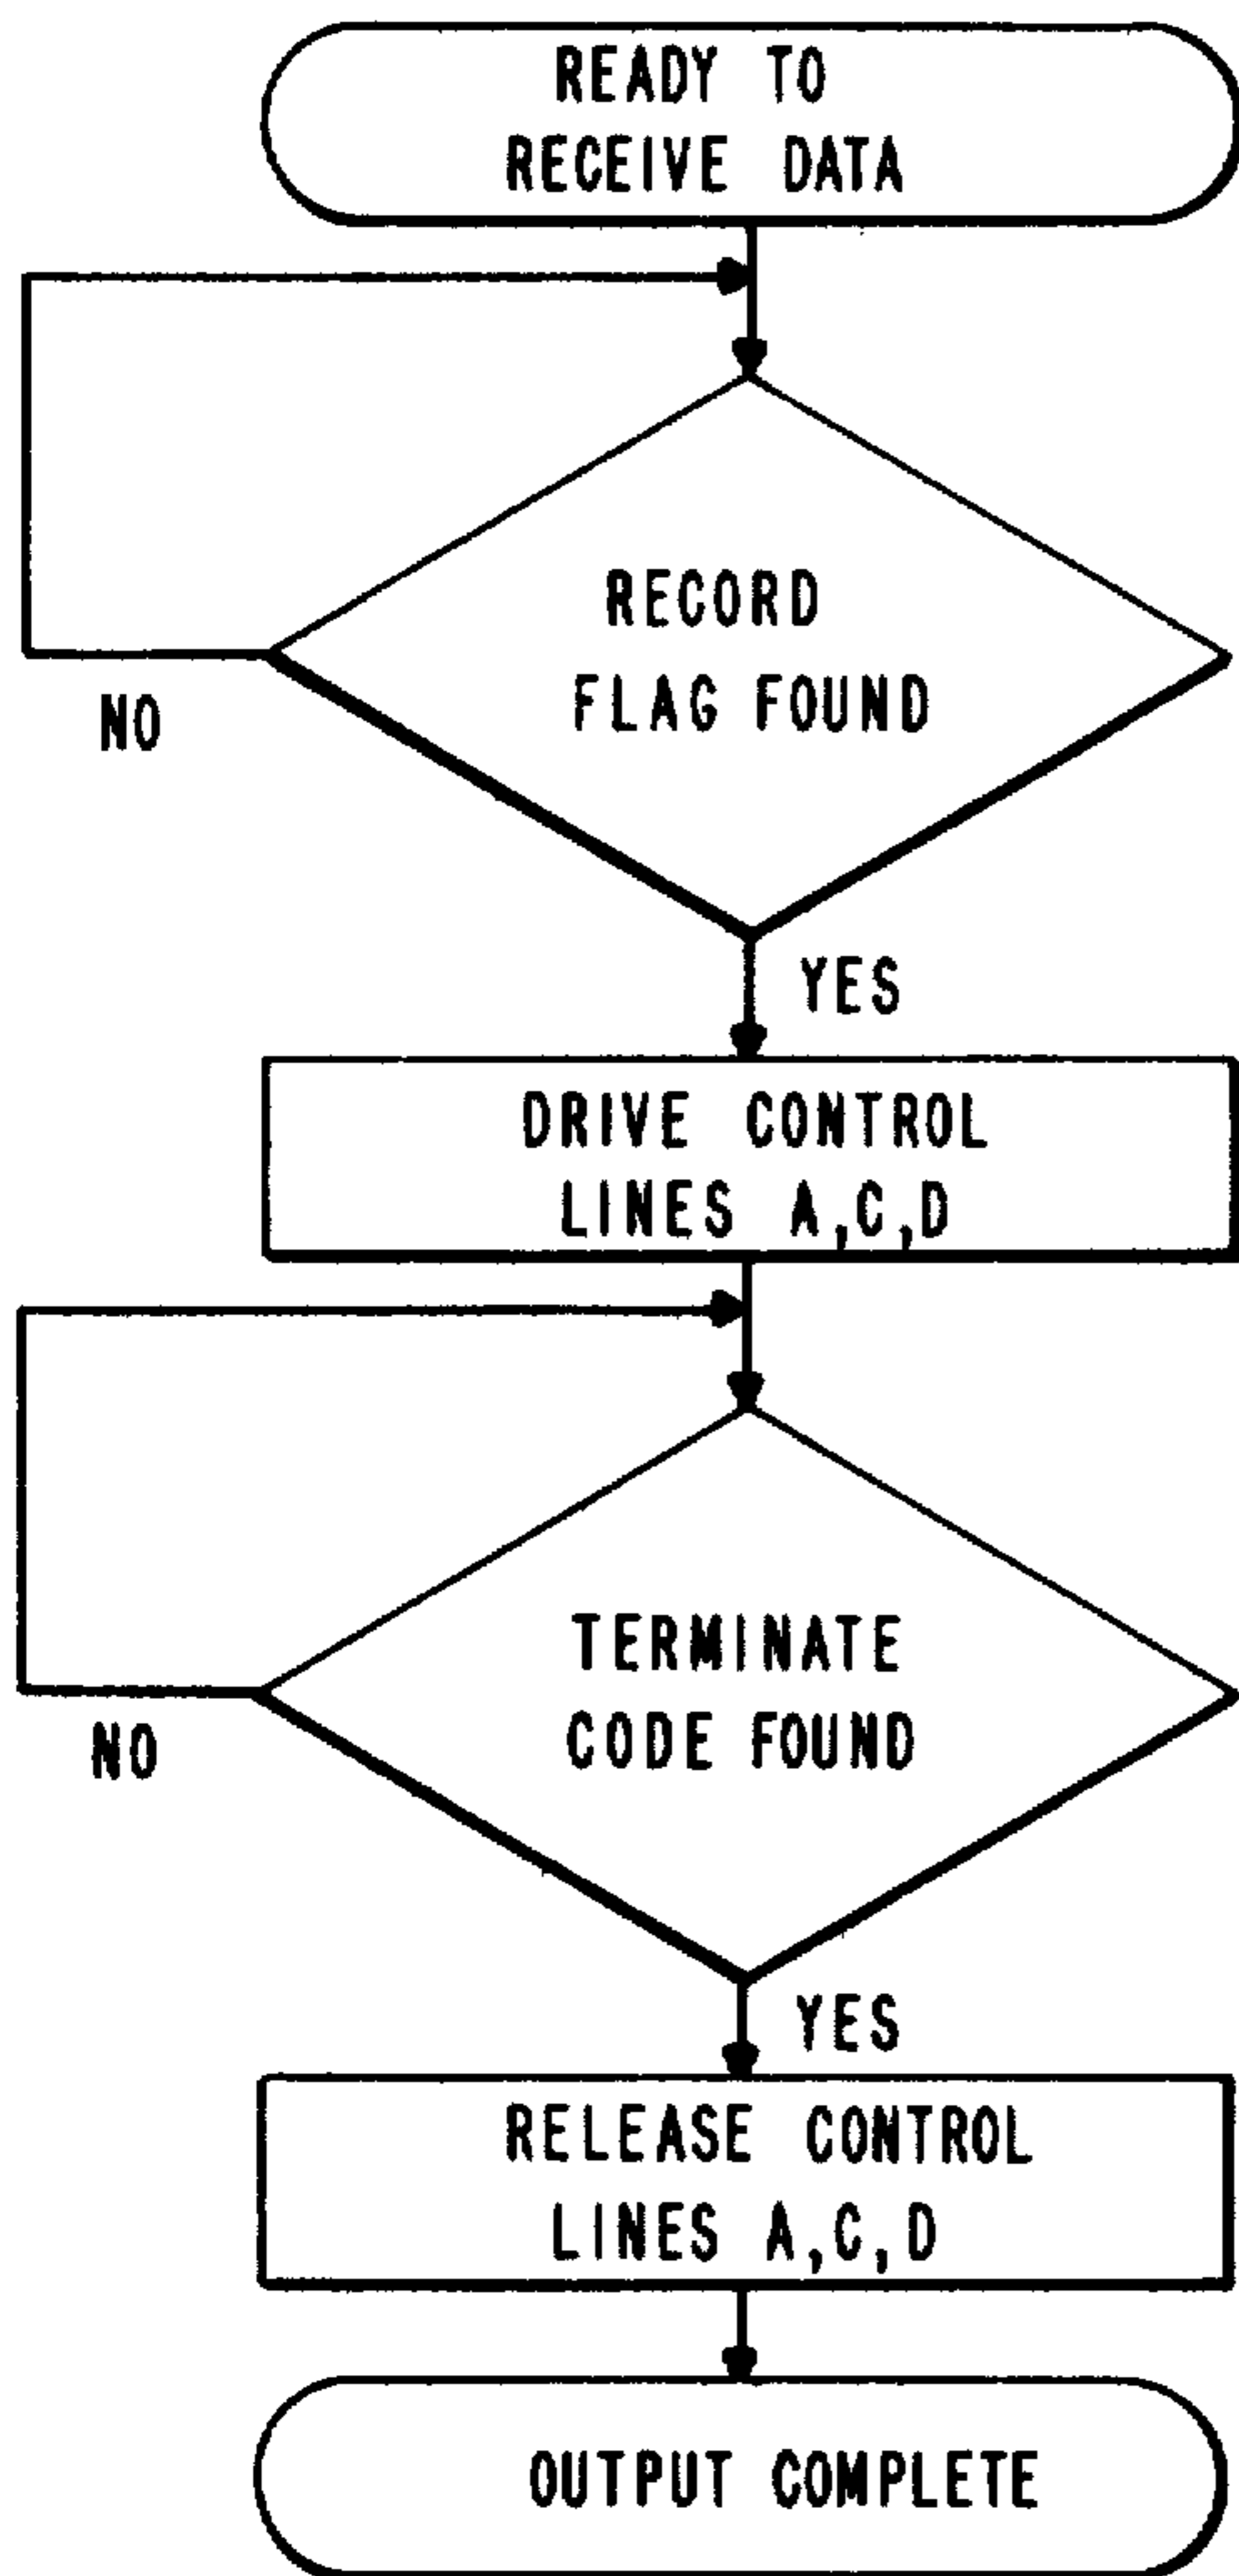 READY TO
RECEIVE DATA
RECORD
FLAG FOUND
NO
YES
DRIVE CONTROL
LINES A,C,D
TERMINATE
CODE FOUND
NO
YES
RELEASE CONTROL
LINES A,C,D
OUTPUT COMPLETE